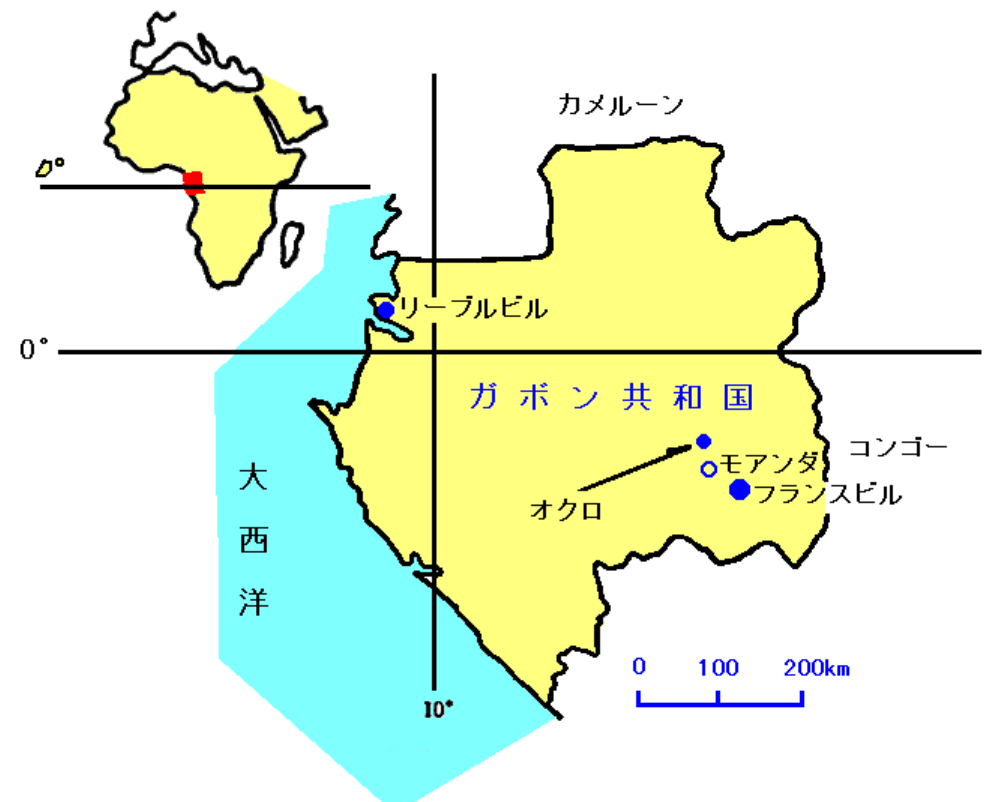 カメルーン
0°
リーブルビル
0°
ガボン共和国
コンゴー
モアンダ
フランスビル
オクロ
大西洋
0 100 200km
10°